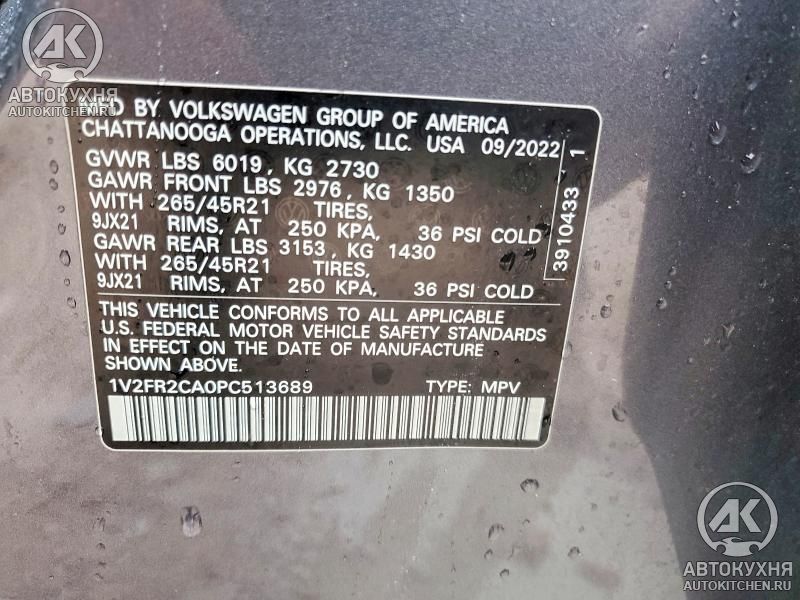 АВТОКУХНЯ
AUTOKITCHEN.RU
MFD BY VOLKSWAGEN GROUP OF AMERICA
CHATTANOOGA OPERATIONS, LLC. USA 09/2022
GVWR LBS 6019, KG 2730
GAWR FRONT LBS 2976, KG 1350
WITH 265/45R21 TIRES,
9JX21 RIMS, AT 250 KPA, 36 PSI COLD
GAWR REAR LBS 3153, KG 1430
WITH 265/45R21 TIRES,
9JX21 RIMS, AT 250 KPA, 36 PSI COLD
3910433 1
THIS VEHICLE CONFORMS TO ALL APPLICABLE
U.S. FEDERAL MOTOR VEHICLE SAFETY STANDARDS
IN EFFECT ON THE DATE OF MANUFACTURE
SHOWN ABOVE.
1V2FR2CA0PC513689 TYPE: MPV
АВТОКУХНЯ
AUTOKITCHEN.RU